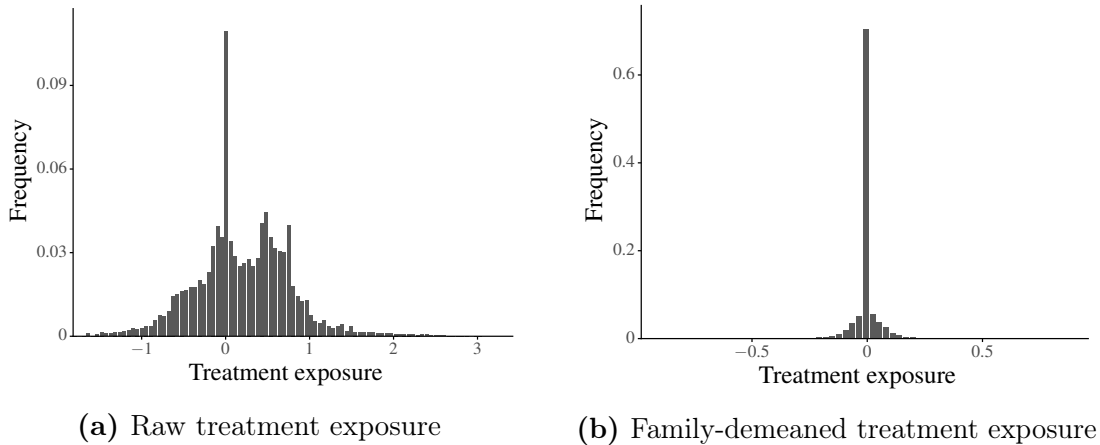 0.09
0.06
0.03
0
Frequency
−1 0 1 2 3
Treatment exposure
(a) Raw treatment exposure
0.6
0.4
0.2
0
Frequency
−0.5 0 0.5
Treatment exposure
(b) Family-demeaned treatment exposure